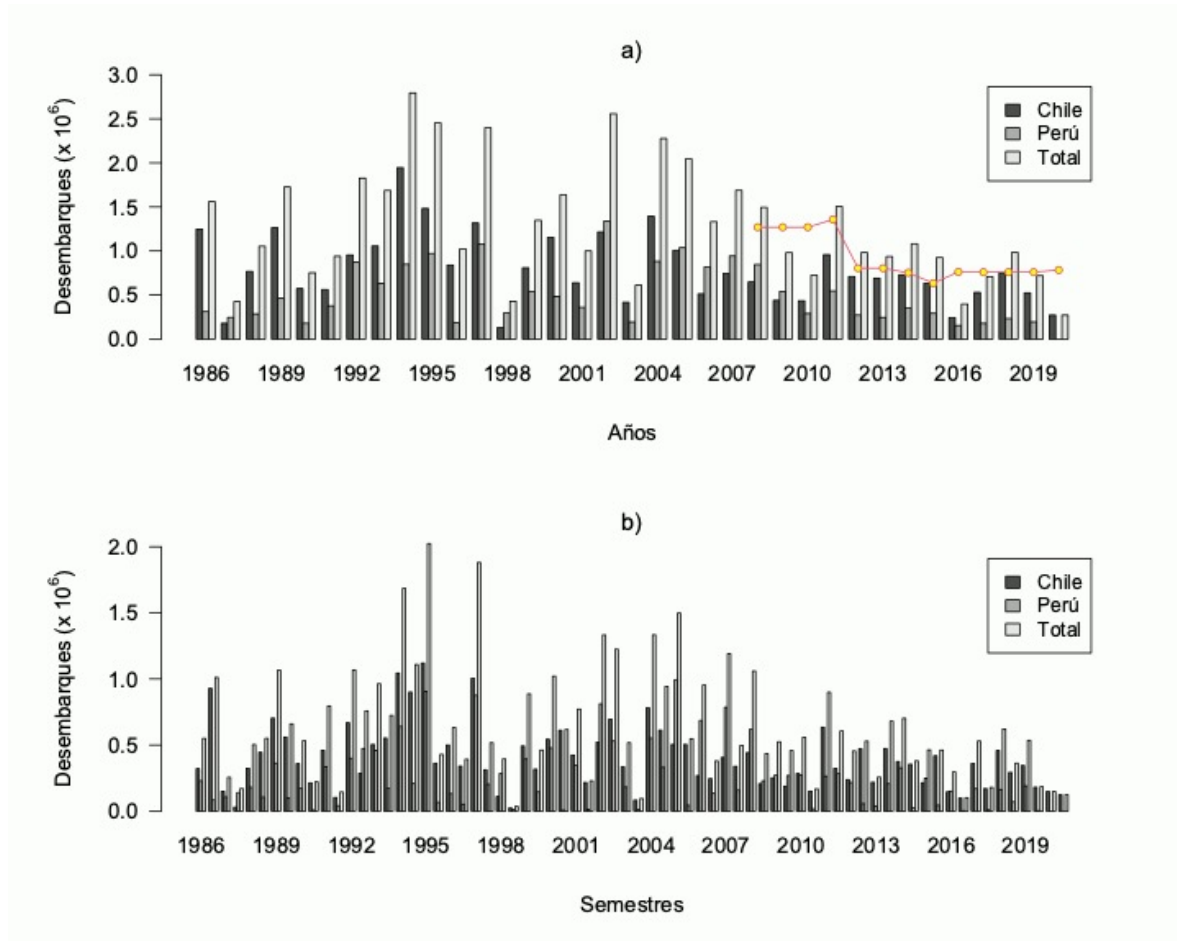 a)
Desembarques (x 10⁶)
3.0
2.5
2.0
1.5
1.0
0.5
0.0
Chile
Perú
Total
1986 1989 1992 1995 1998 2001 2004 2007 2010 2013 2016 2019
Años
b)
Desembarques (x 10⁶)
2.0
1.5
1.0
0.5
0.0
Chile
Perú
Total
1986 1989 1992 1995 1998 2001 2004 2007 2010 2013 2016 2019
Semestres